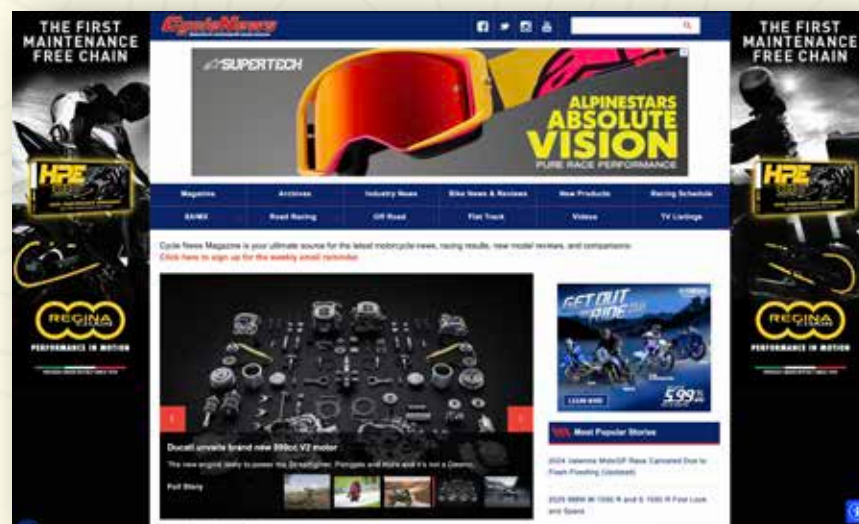 THE FIRST
MAINTENANCE
FREE CHAIN
HPE
REGINA
PERFORMANCE IN MOTION
CycleNews
SUPERTECH
ALPINESTARS
ABSOLUTE
VISION
PURE RACE PERFORMANCE
Magazine Archives Industry News Bike News & Reviews New Products Racing Schedule
SX/MX Road Racing Off Road Flat Track Videos TV Listings
Cycle News Magazine is your ultimate source for the latest motorcycle news, racing results, new model reviews, and comparisons.
Click here to sign up for the weekly email reminder.
Ducati unveils brand new 890cc V2 motor
Full Story
GET OUT
RIDE
LEARN MORE
5.99%
Most Popular Stories
2024 Valencia MotoGP Race Canceled Due to
Flash Flooding (Updated)
2025 BMW M 1000 R and S 1000 R First Look
and Specs
THE FIRST
MAINTENANCE
FREE CHAIN
HPE
REGINA
PERFORMANCE IN MOTION